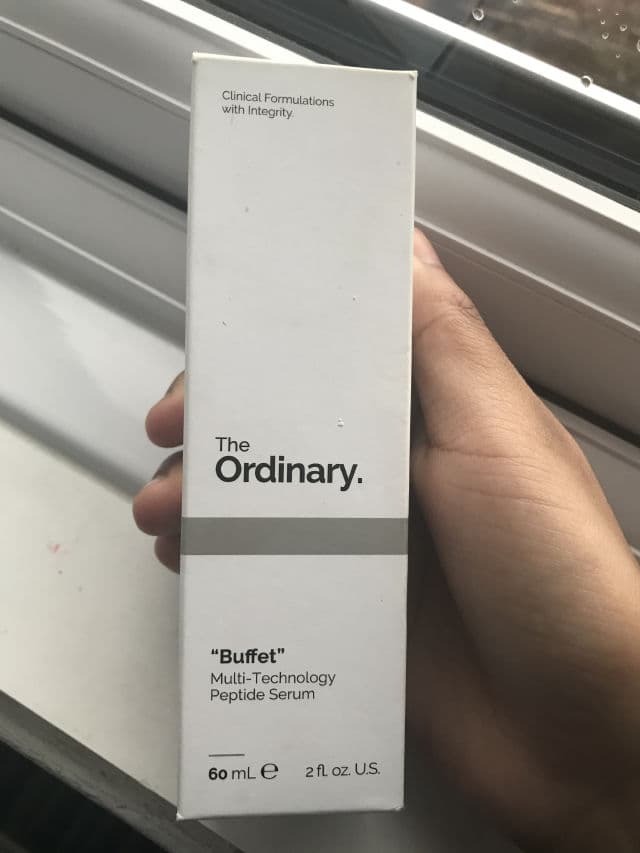 Clinical Formulations
with Integrity.
The
Ordinary.
“Buffet”
Multi-Technology
Peptide Serum
60 mL ℮ 2 fl. oz. U.S.